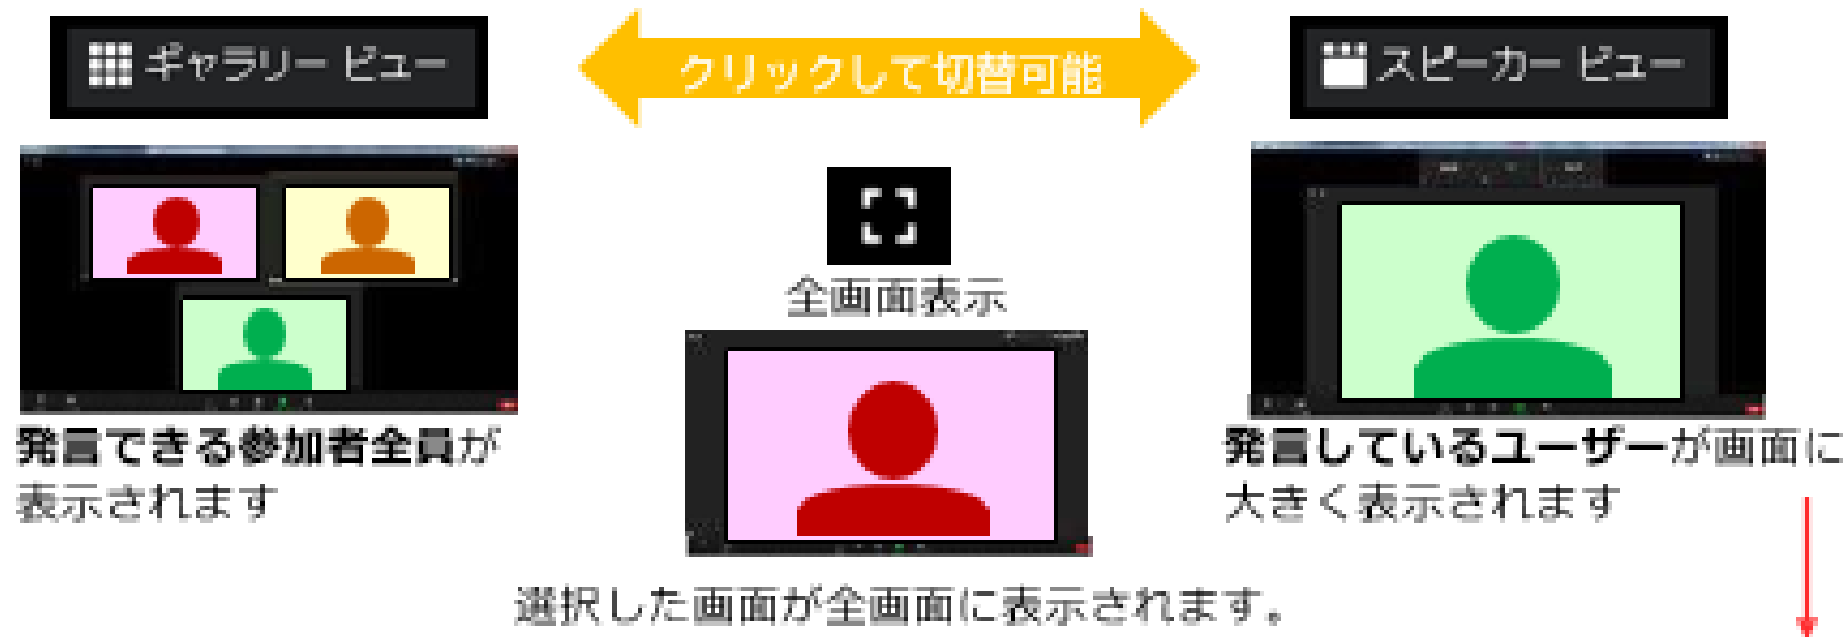 ギャラリー ビュー
クリックして切替可能
スピーカー ビュー
全画面表示
発言できる参加者全員が
表示されます
発言しているユーザーが画面に
大きく表示されます
選択した画面が全画面に表示されます。